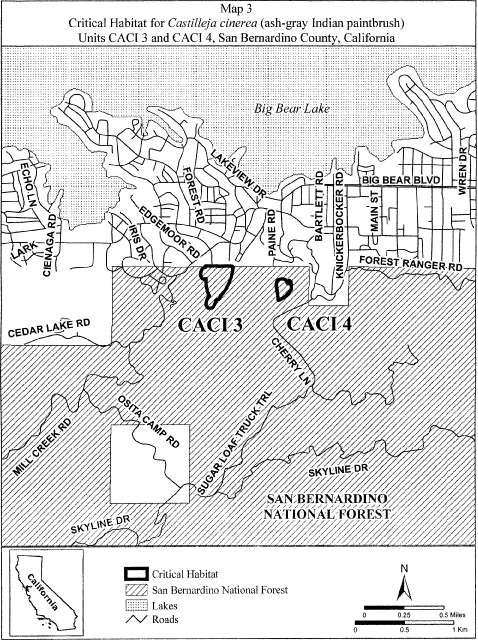 Map 3
Critical Habitat for Castilleja cinerea (ash-gray Indian paintbrush)
Units CACI 3 and CACI 4, San Bernardino County, California
Big Bear Lake
ECHO LN
LARK
CIENAGA RD
IRIS DR
EDGEMOOR RD
FOREST RD
LAKEVIEW DR
PAINE RD
BARTLETT RD
KNICKERBOCKER RD
BIG BEAR BLVD
MAIN ST
WREN DR
FOREST RANGER RD
CACI 3
CACI 4
CEDAR LAKE RD
CHERRY LN
MILL CREEK RD
OSITA CAMP RD
SUGAR LOAF TRUCK TRL
SKYLINE DR
SAN BERNARDINO
NATIONAL FOREST
SKYLINE DR
California
Critical Habitat
San Bernardino National Forest
Lakes
Roads
N
0 0.25 0.5 Miles
0 0.5 1 Km